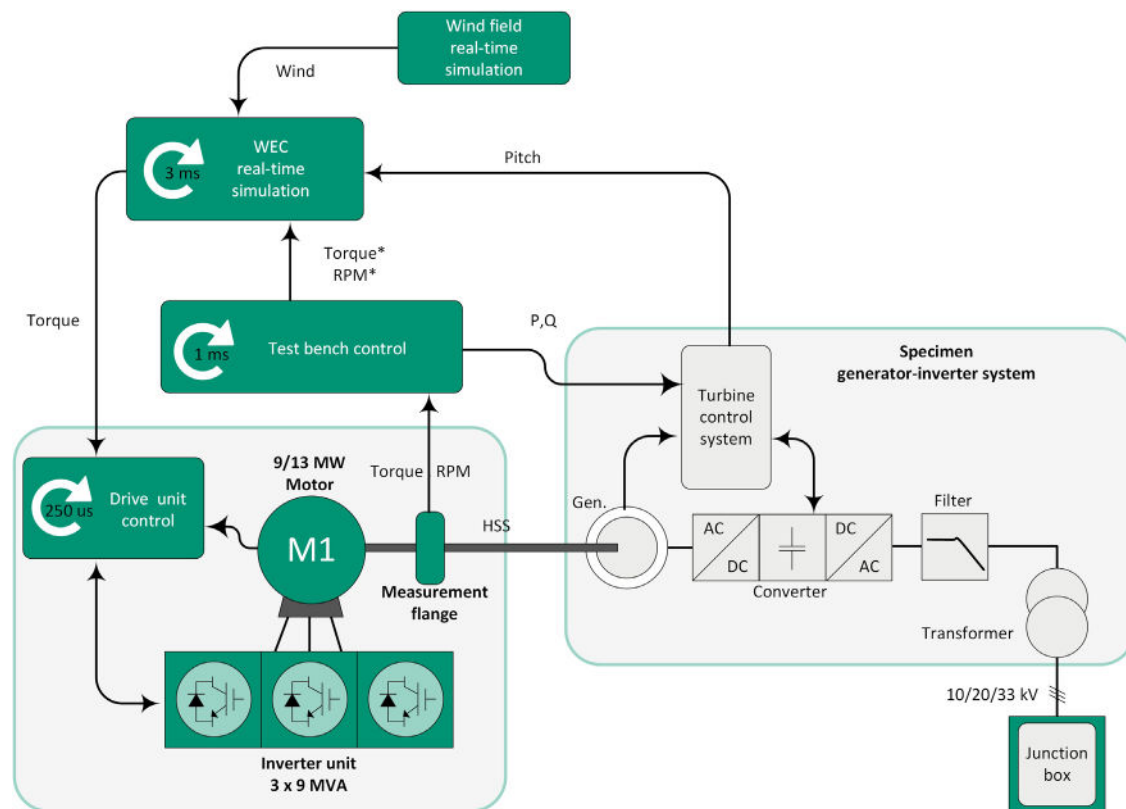 Wind field
real-time
simulation
Wind
WEC
real-time
simulation
3 ms
Pitch
Torque*
RPM*
Torque
Test bench control
1 ms
P,Q
Specimen
generator-inverter system
Turbine
control
system
9/13 MW
Motor
Torque
RPM
Drive unit
control
250 us
M1
HSS
Gen.
AC
DC
DC
AC
Filter
Measurement
flange
Converter
Transformer
10/20/33 kV
Inverter unit
3 x 9 MVA
Junction
box